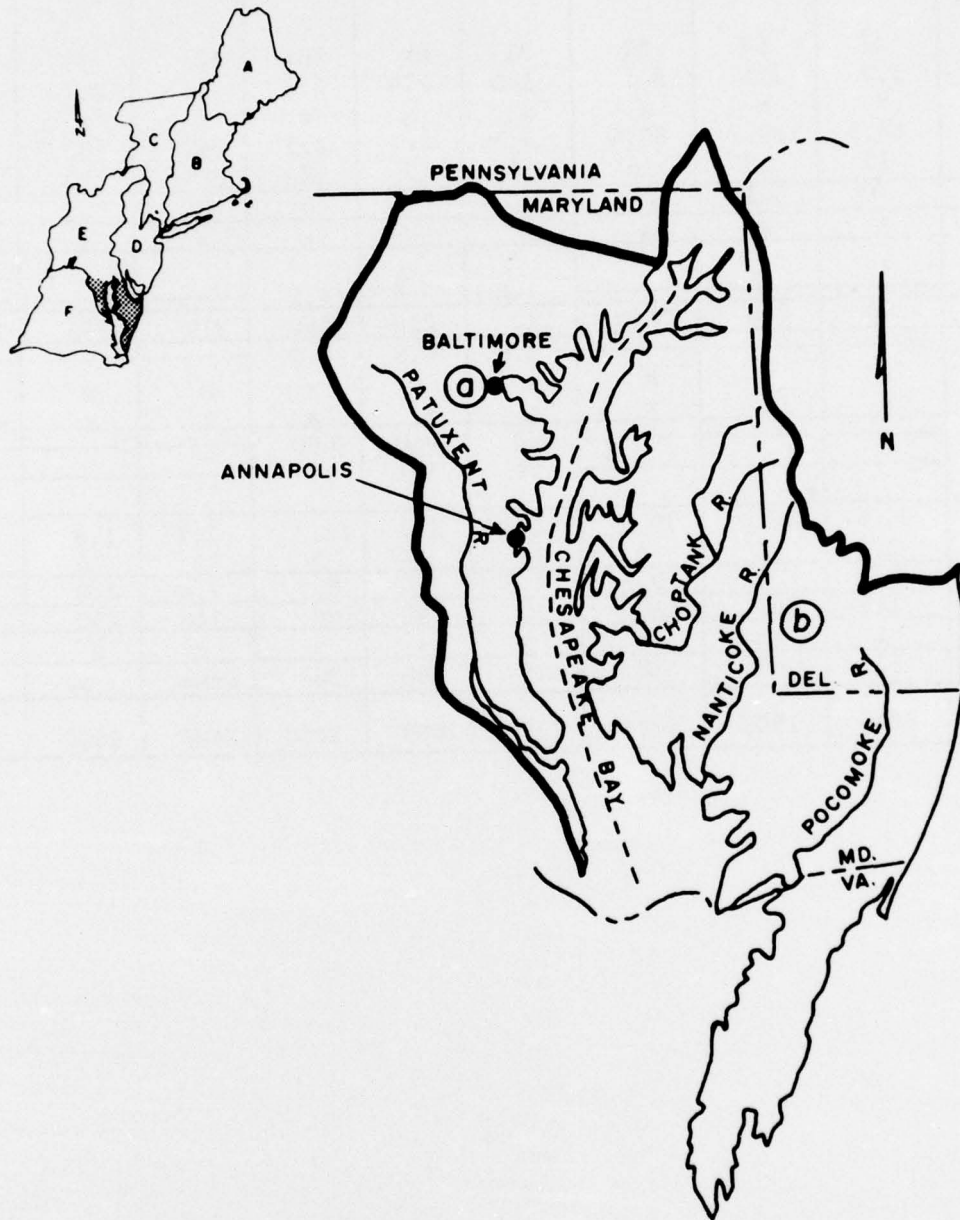 A
N
C
B
E
D
F
PENNSYLVANIA
MARYLAND
BALTIMORE
a
PATUXENT R.
ANNAPOLIS
N
CHESAPEAKE BAY
CHOPTANK R.
NANTICOKE R.
b
DEL
POCOMOKE R.
MD.
VA.